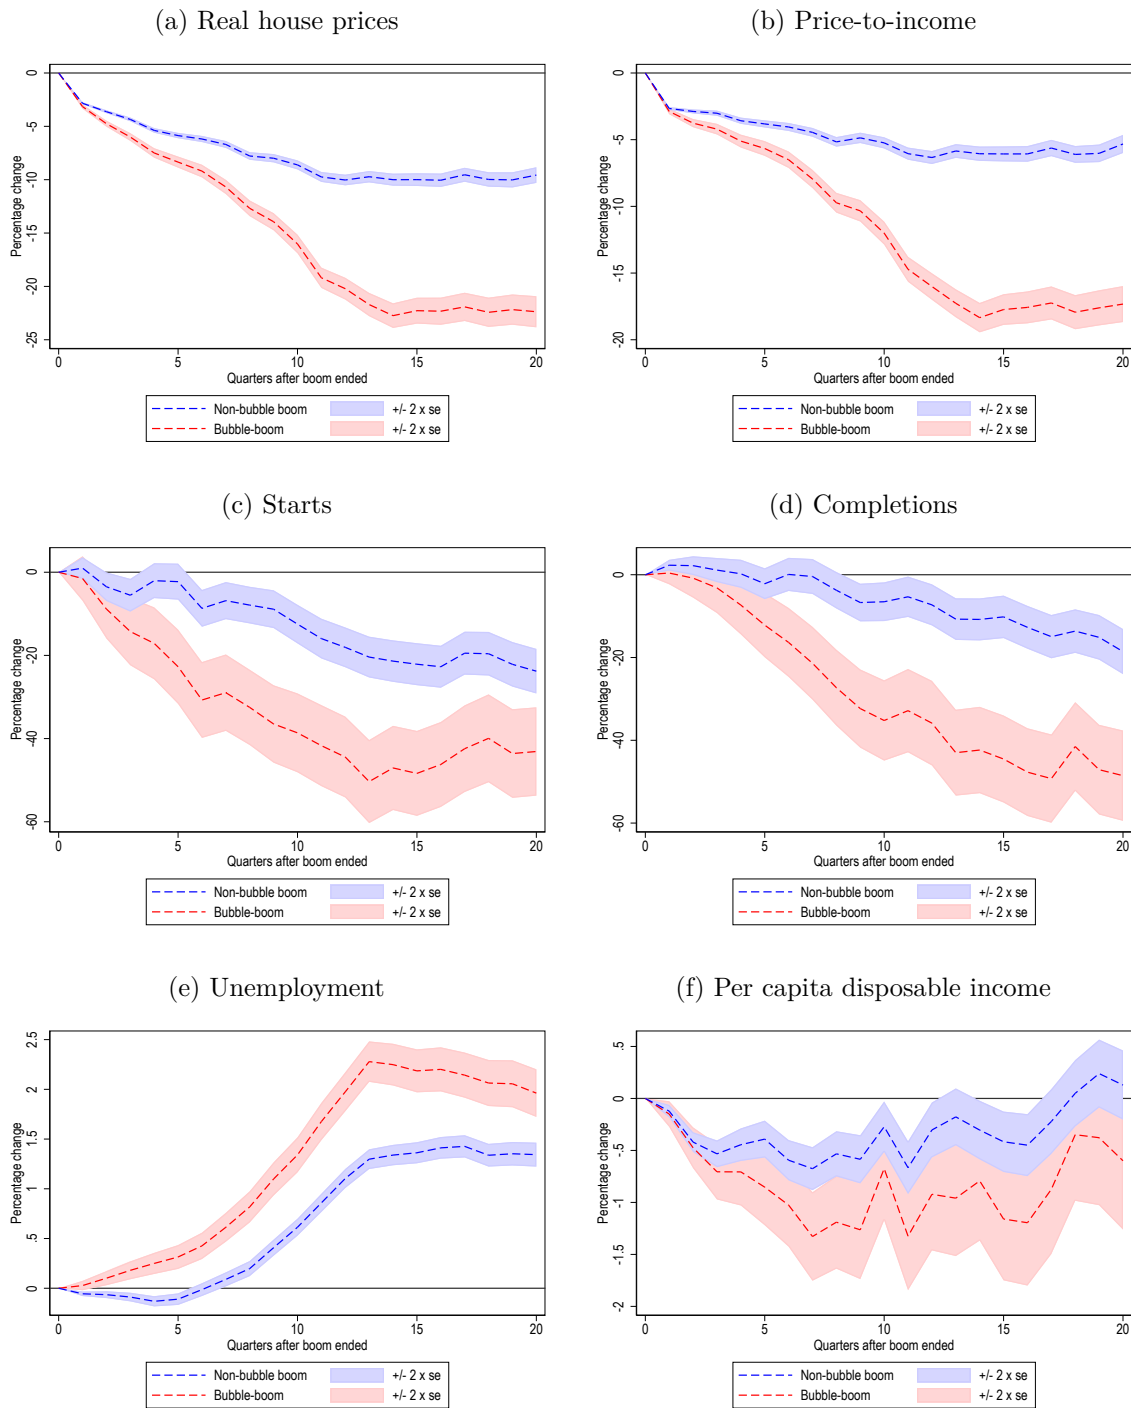 (a) Real house prices
Percentage change
0
-5
-10
-15
-20
-25
0 5 10 15 20
Quarters after boom ended
Non-bubble boom +/- 2 x se
Bubble-boom +/- 2 x se
(b) Price-to-income
Percentage change
0
-5
-10
-15
-20
0 5 10 15 20
Quarters after boom ended
Non-bubble boom +/- 2 x se
Bubble-boom +/- 2 x se
(c) Starts
Percentage change
0
-20
-40
-60
0 5 10 15 20
Quarters after boom ended
Non-bubble boom +/- 2 x se
Bubble-boom +/- 2 x se
(d) Completions
Percentage change
0
-20
-40
-60
0 5 10 15 20
Quarters after boom ended
Non-bubble boom +/- 2 x se
Bubble-boom +/- 2 x se
(e) Unemployment
Percentage change
2.5
2
1.5
1
.5
0
0 5 10 15 20
Quarters after boom ended
Non-bubble boom +/- 2 x se
Bubble-boom +/- 2 x se
(f) Per capita disposable income
Percentage change
.5
0
-.5
-1
-1.5
-2
0 5 10 15 20
Quarters after boom ended
Non-bubble boom +/- 2 x se
Bubble-boom +/- 2 x se